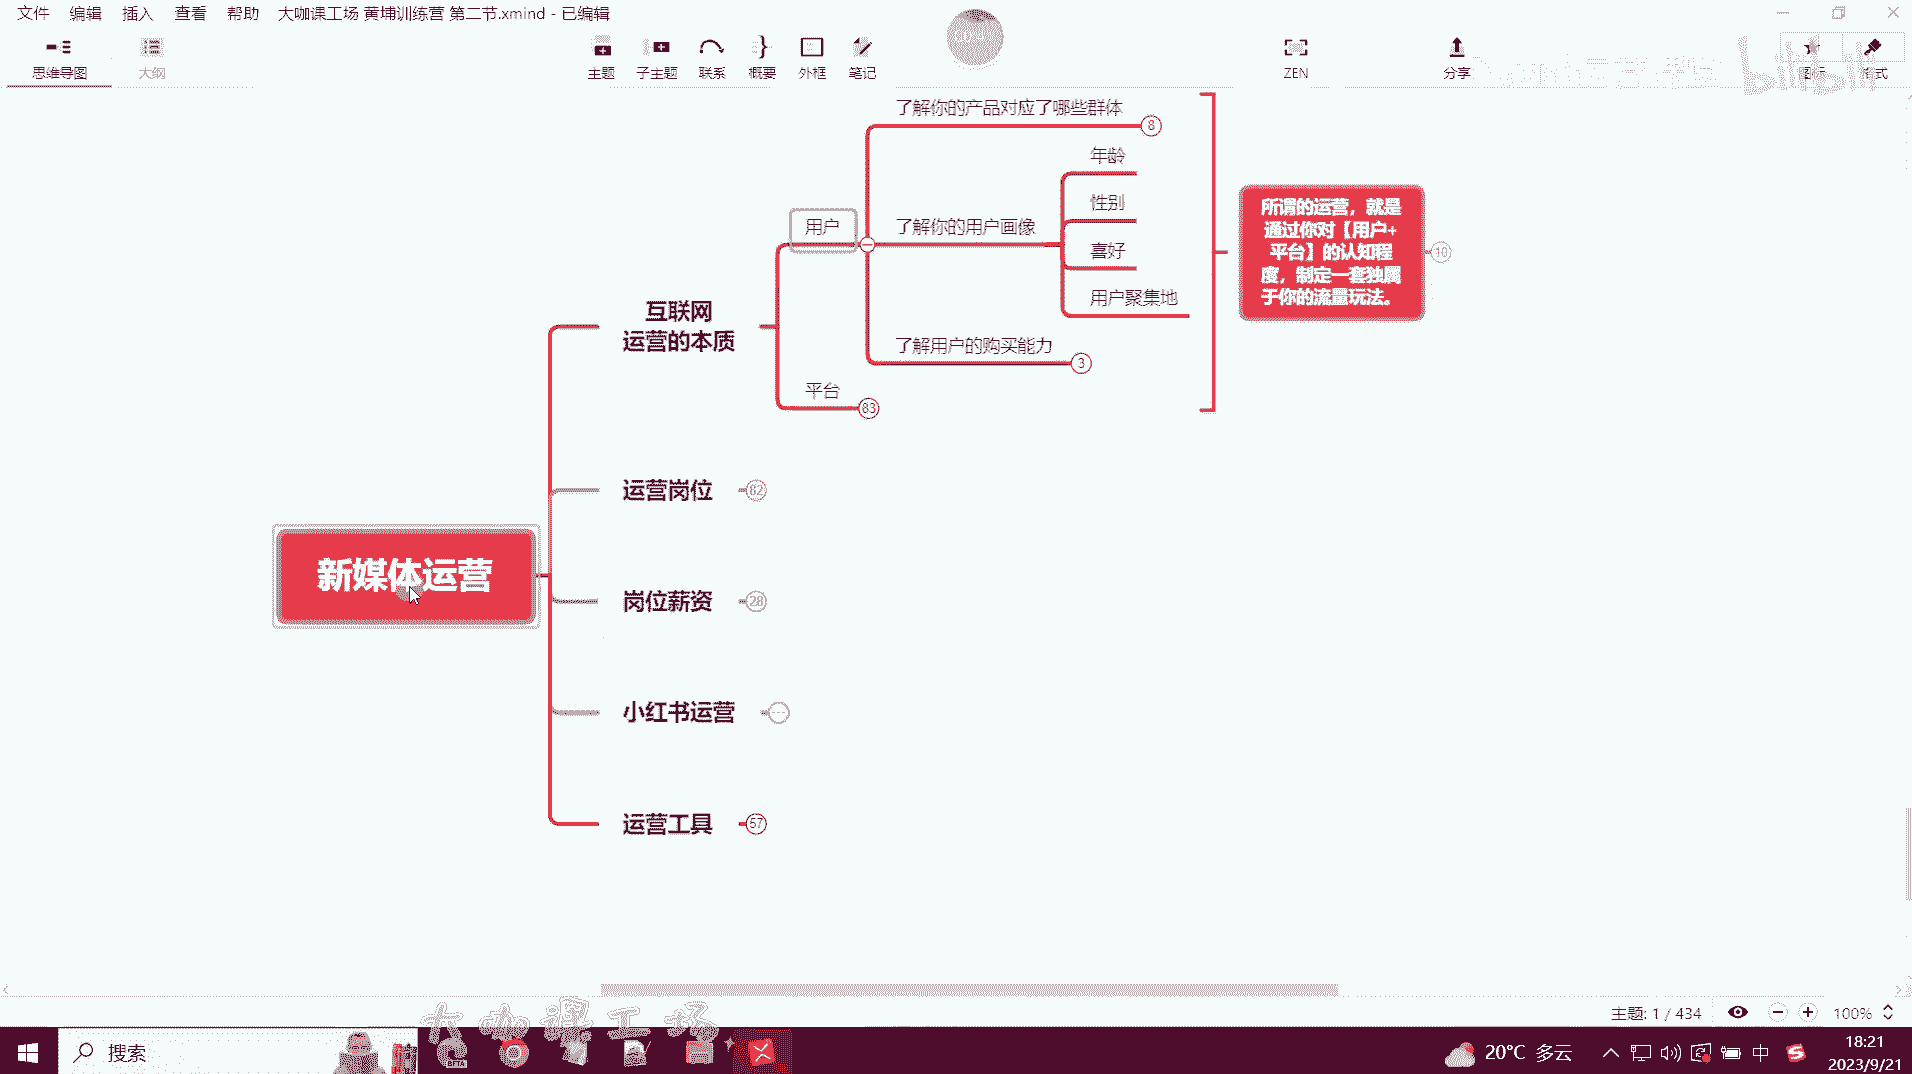 文件 编辑 插入 查看 帮助 大咖课工场 黄埔训练营 第二节.xmind - 已编辑
思维导图
大纲
主题
子主题
联系
概要
外框
笔记
ZEN
分享
图标
格式
bilibili
了解你的产品对应了哪些群体
8
年龄
性别
用户
了解你的用户画像
喜好
用户聚集地
了解用户的购买能力
3
所谓的运营，就是
通过你对【用户+
平台】的认知程
度，制定一套独属
于你的流量玩法。
10
互联网
运营的本质
平台
83
运营岗位
82
新媒体运营
岗位薪资
28
小红书运营
运营工具
57
主题: 1 / 434
100%
大咖课工场
搜索
BETA
20°C 多云
中
18:21
2023/9/21